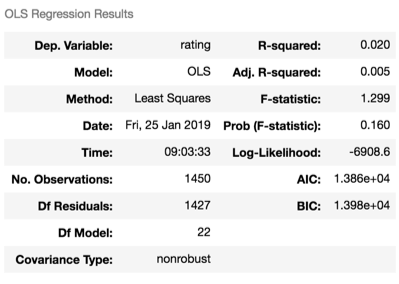 OLS Regression Results
Dep. Variable: rating R-squared: 0.020
Model: OLS Adj. R-squared: 0.005
Method: Least Squares F-statistic: 1.299
Date: Fri, 25 Jan 2019 Prob (F-statistic): 0.160
Time: 09:03:33 Log-Likelihood: -6908.6
No. Observations: 1450 AIC: 1.386e+04
Df Residuals: 1427 BIC: 1.398e+04
Df Model: 22
Covariance Type: nonrobust